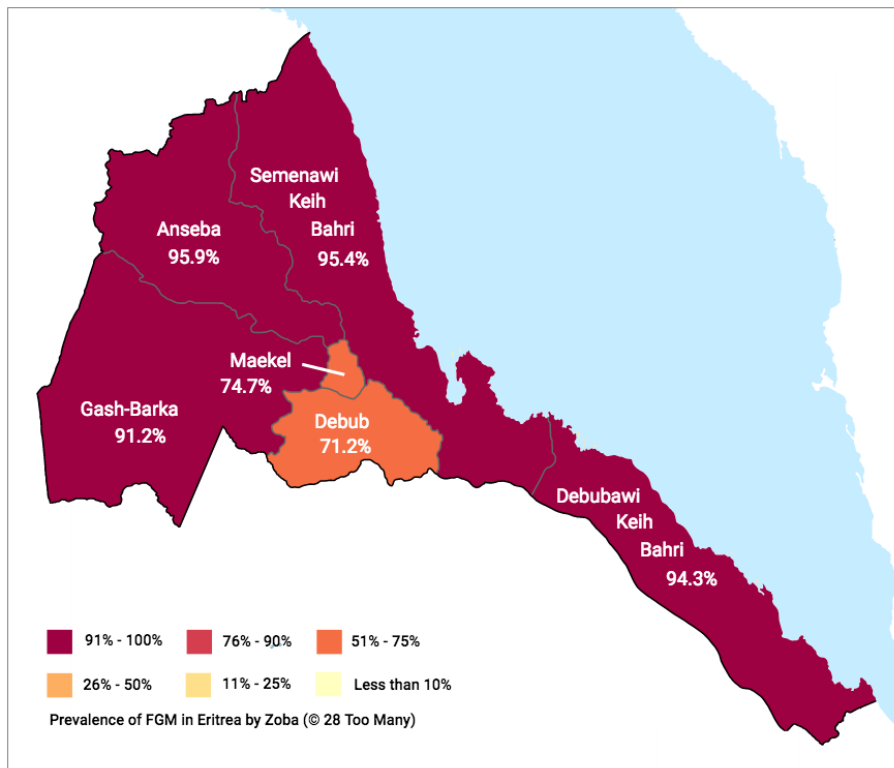 Semenawi
Keih
Bahri
95.4%
Anseba
95.9%
Maekel
74.7%
Gash-Barka
91.2%
Debub
71.2%
Debubawi
Keih
Bahri
94.3%
91% - 100%
76% - 90%
51% - 75%
26% - 50%
11% - 25%
Less than 10%
Prevalence of FGM in Eritrea by Zoba (© 28 Too Many)